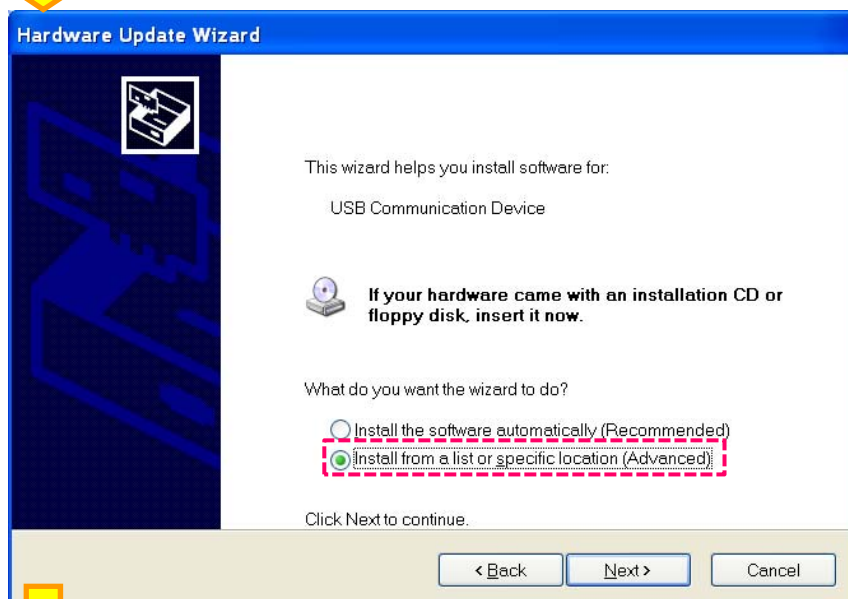 Hardware Update Wizard
This wizard helps you install software for:
USB Communication Device
If your hardware came with an installation CD or
floppy disk, insert it now.
What do you want the wizard to do?
Install the software automatically (Recommended)
Install from a list or specific location (Advanced)
Click Next to continue.
< Back
Next >
Cancel